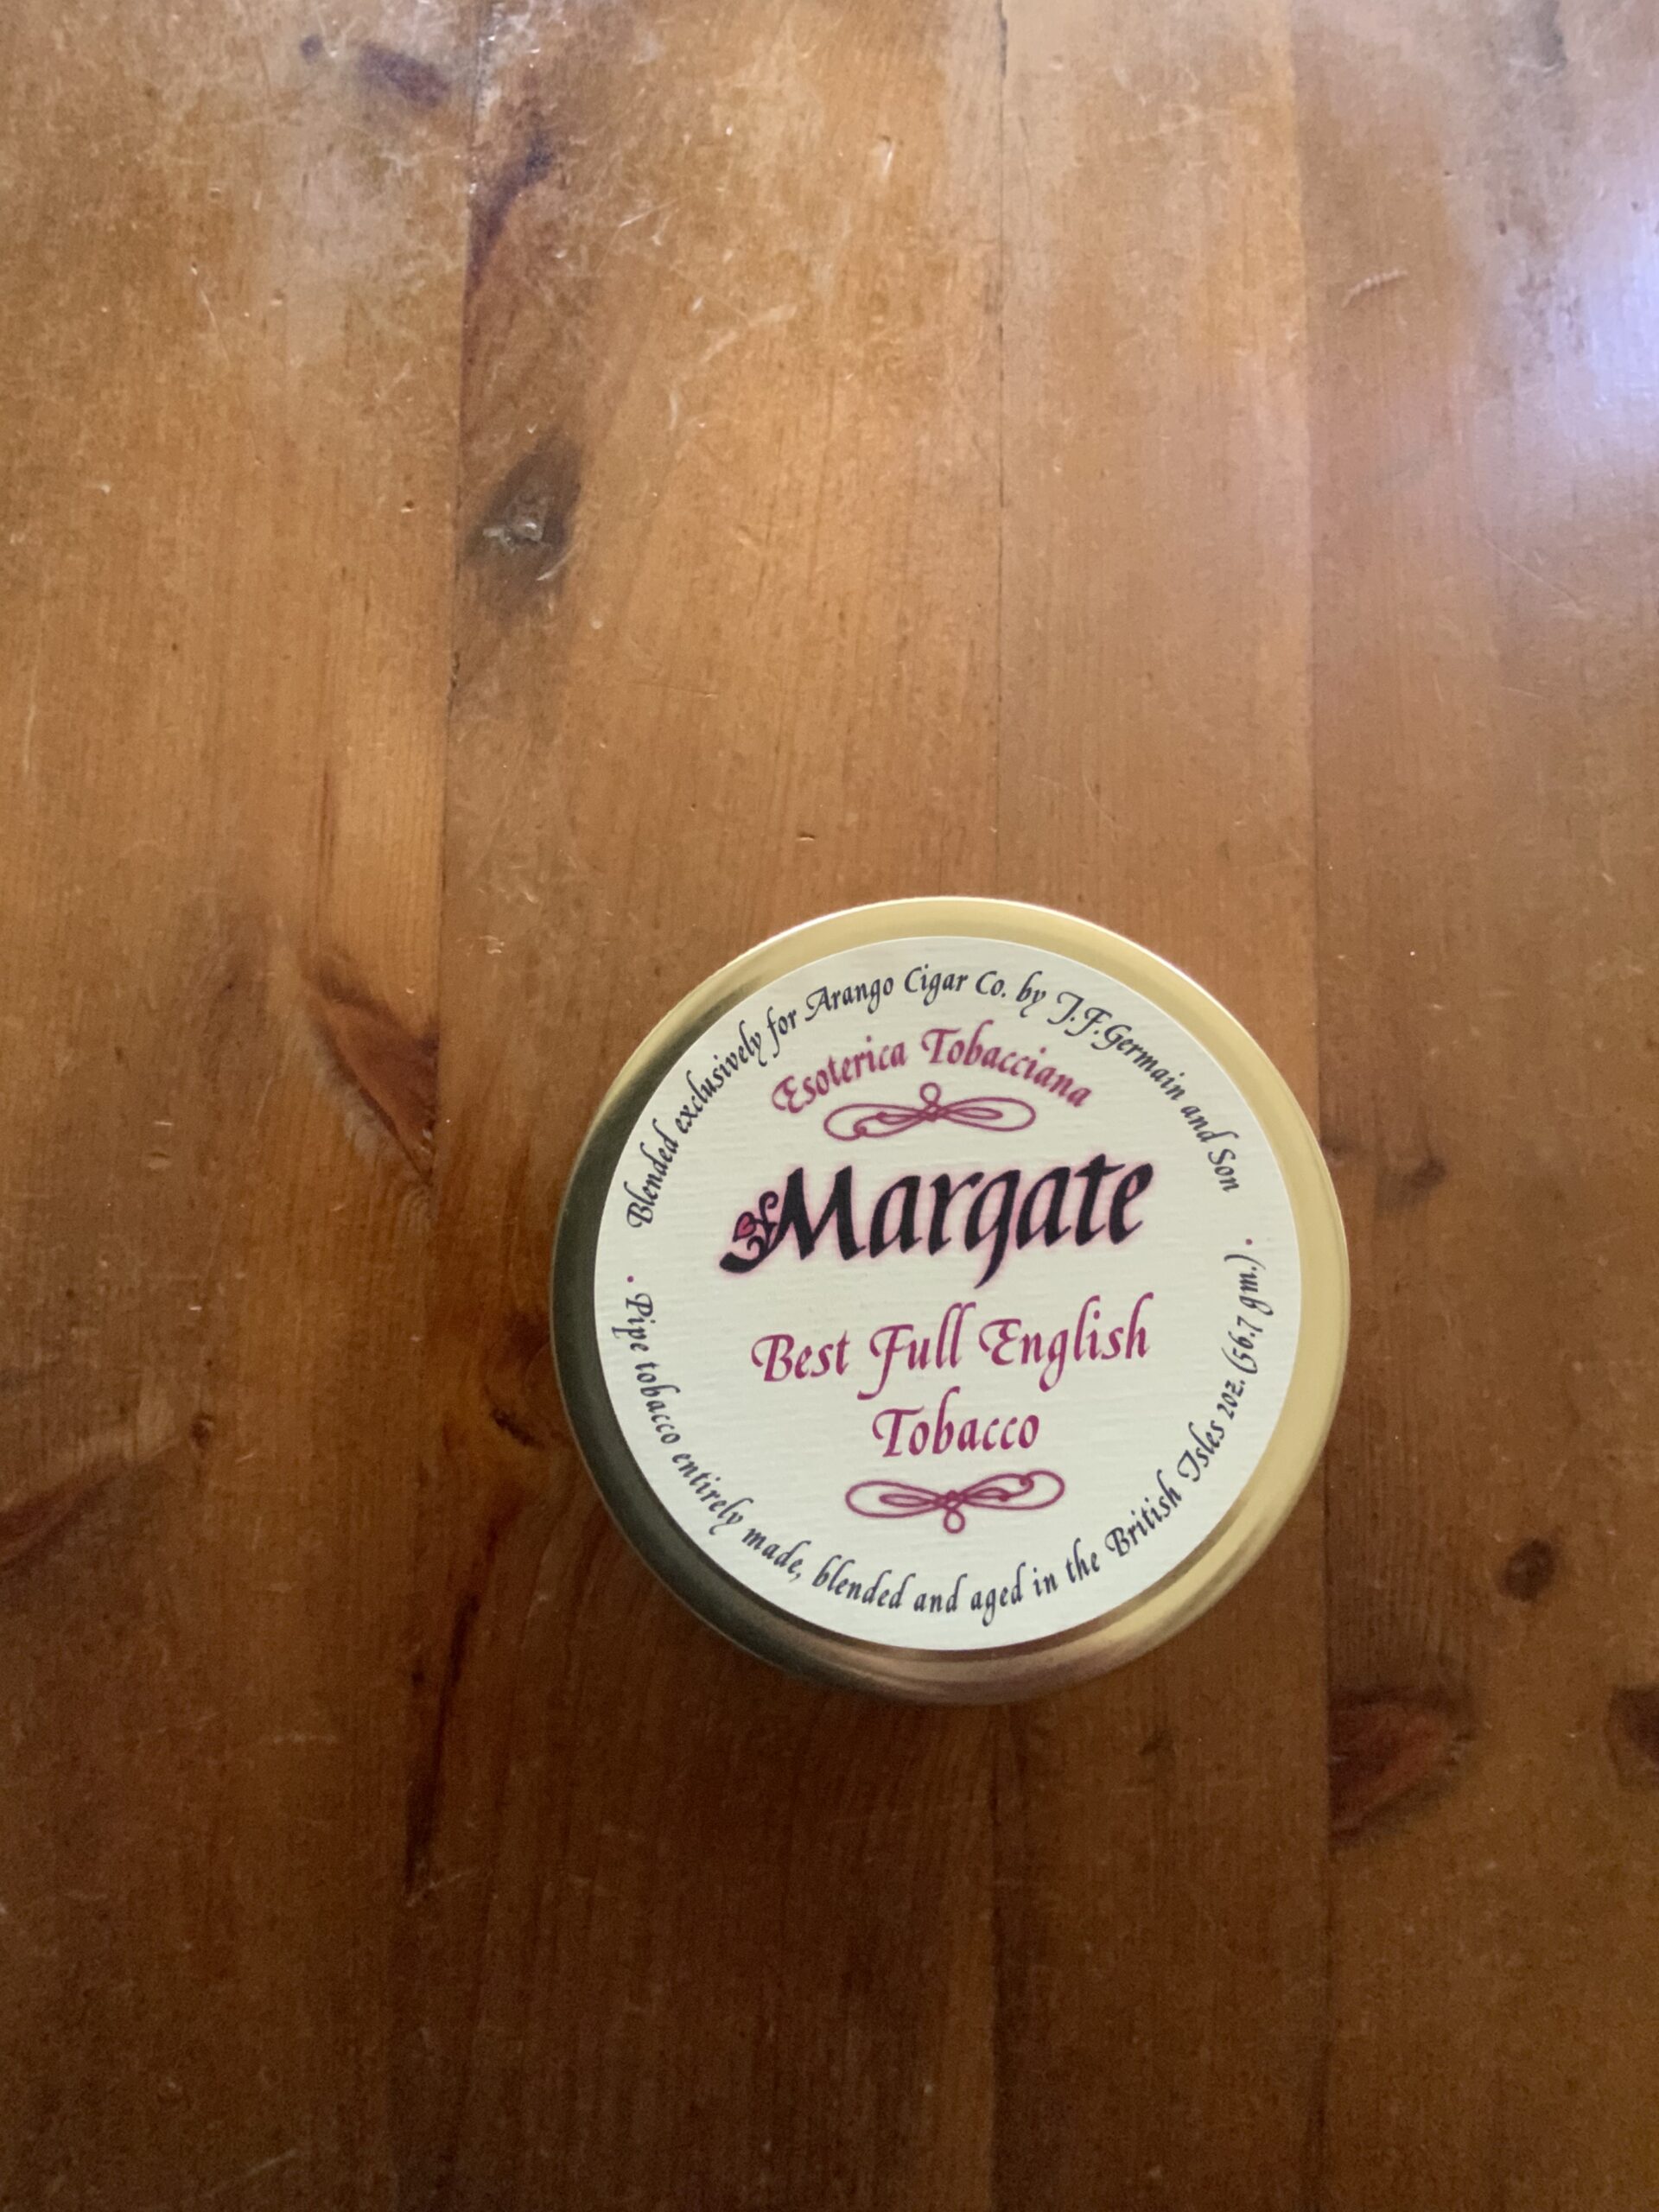 Blended exclusively for Arango Cigar Co. by J.F.Germain and Son
Esoterica Tobacciana
Margate
Best Full English
Tobacco
· Pipe tobacco entirely made, blended and aged in the British Isles 2oz. (56.7 gm.) ·